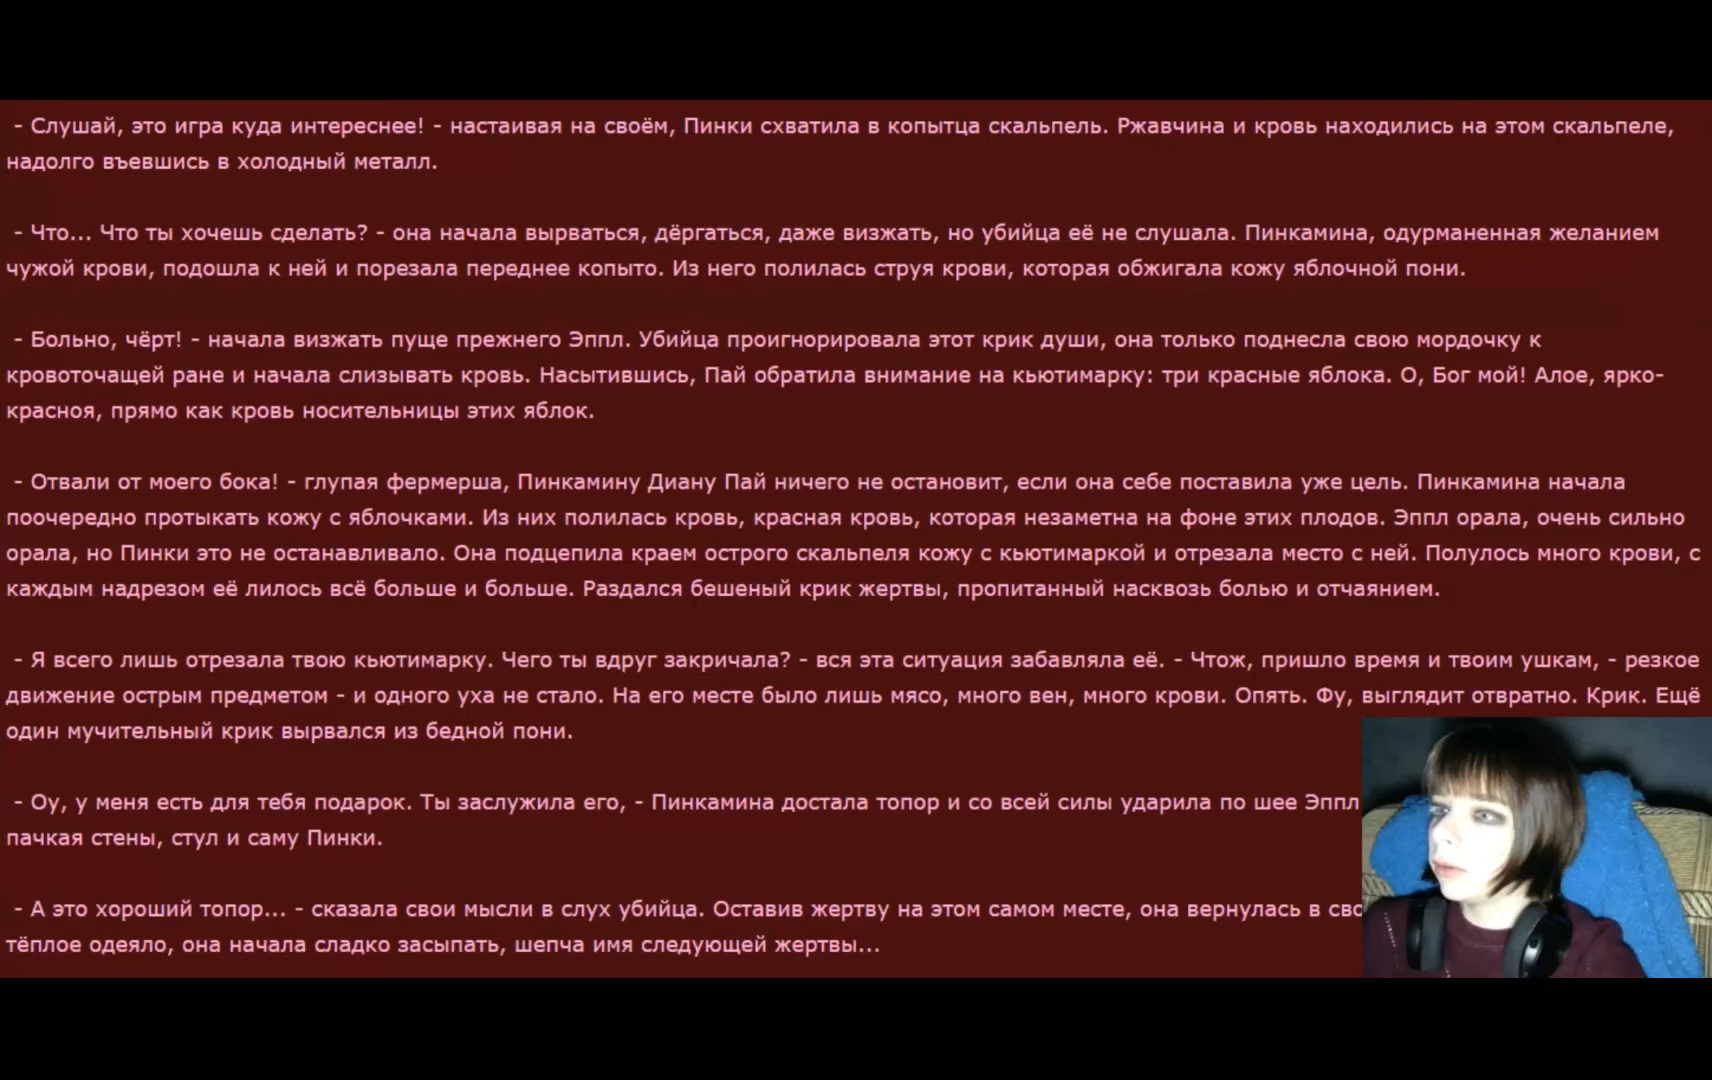 - Слушай, это игра куда интереснее! - настаивая на своём, Пинки схватила в копытца скальпель. Ржавчина и кровь находились на этом скальпеле,
надолго въевшись в холодный металл.
- Что... Что ты хочешь сделать? - она начала вырваться, дёргаться, даже визжать, но убийца её не слушала. Пинкамина, одурманенная желанием
чужой крови, подошла к ней и порезала переднее копыто. Из него полилась струя крови, которая обжигала кожу яблочной пони.
- Больно, чёрт! - начала визжать пуще прежнего Эппл. Убийца проигнорировала этот крик души, она только поднесла свою мордочку к
кровоточащей ране и начала слизывать кровь. Насытившись, Пай обратила внимание на кьютимарку: три красные яблока. О, Бог мой! Алое, ярко-
красноя, прямо как кровь носительницы этих яблок.
- Отвали от моего бока! - глупая фермерша, Пинкамину Диану Пай ничего не остановит, если она себе поставила уже цель. Пинкамина начала
поочередно протыкать кожу с яблочками. Из них полилась кровь, красная кровь, которая незаметна на фоне этих плодов. Эппл орала, очень сильно
орала, но Пинки это не останавливало. Она подцепила краем острого скальпеля кожу с кьютимаркой и отрезала место с ней. Полулось много крови, с
каждым надрезом её лилось всё больше и больше. Раздался бешеный крик жертвы, пропитанный насквозь болью и отчаянием.
- Я всего лишь отрезала твою кьютимарку. Чего ты вдруг закричала? - вся эта ситуация забавляла её. - Чтож, пришло время и твоим ушкам, - резкое
движение острым предметом - и одного уха не стало. На его месте было лишь мясо, много вен, много крови. Опять. Фу, выглядит отвратно. Крик. Ещё
один мучительный крик вырвался из бедной пони.
- Оу, у меня есть для тебя подарок. Ты заслужила его, - Пинкамина достала топор и со всей силы ударила по шее Эппл
пачкая стены, стул и саму Пинки.
- А это хороший топор... - сказала свои мысли в слух убийца. Оставив жертву на этом самом месте, она вернулась в сво
тёплое одеяло, она начала сладко засыпать, шепча имя следующей жертвы...